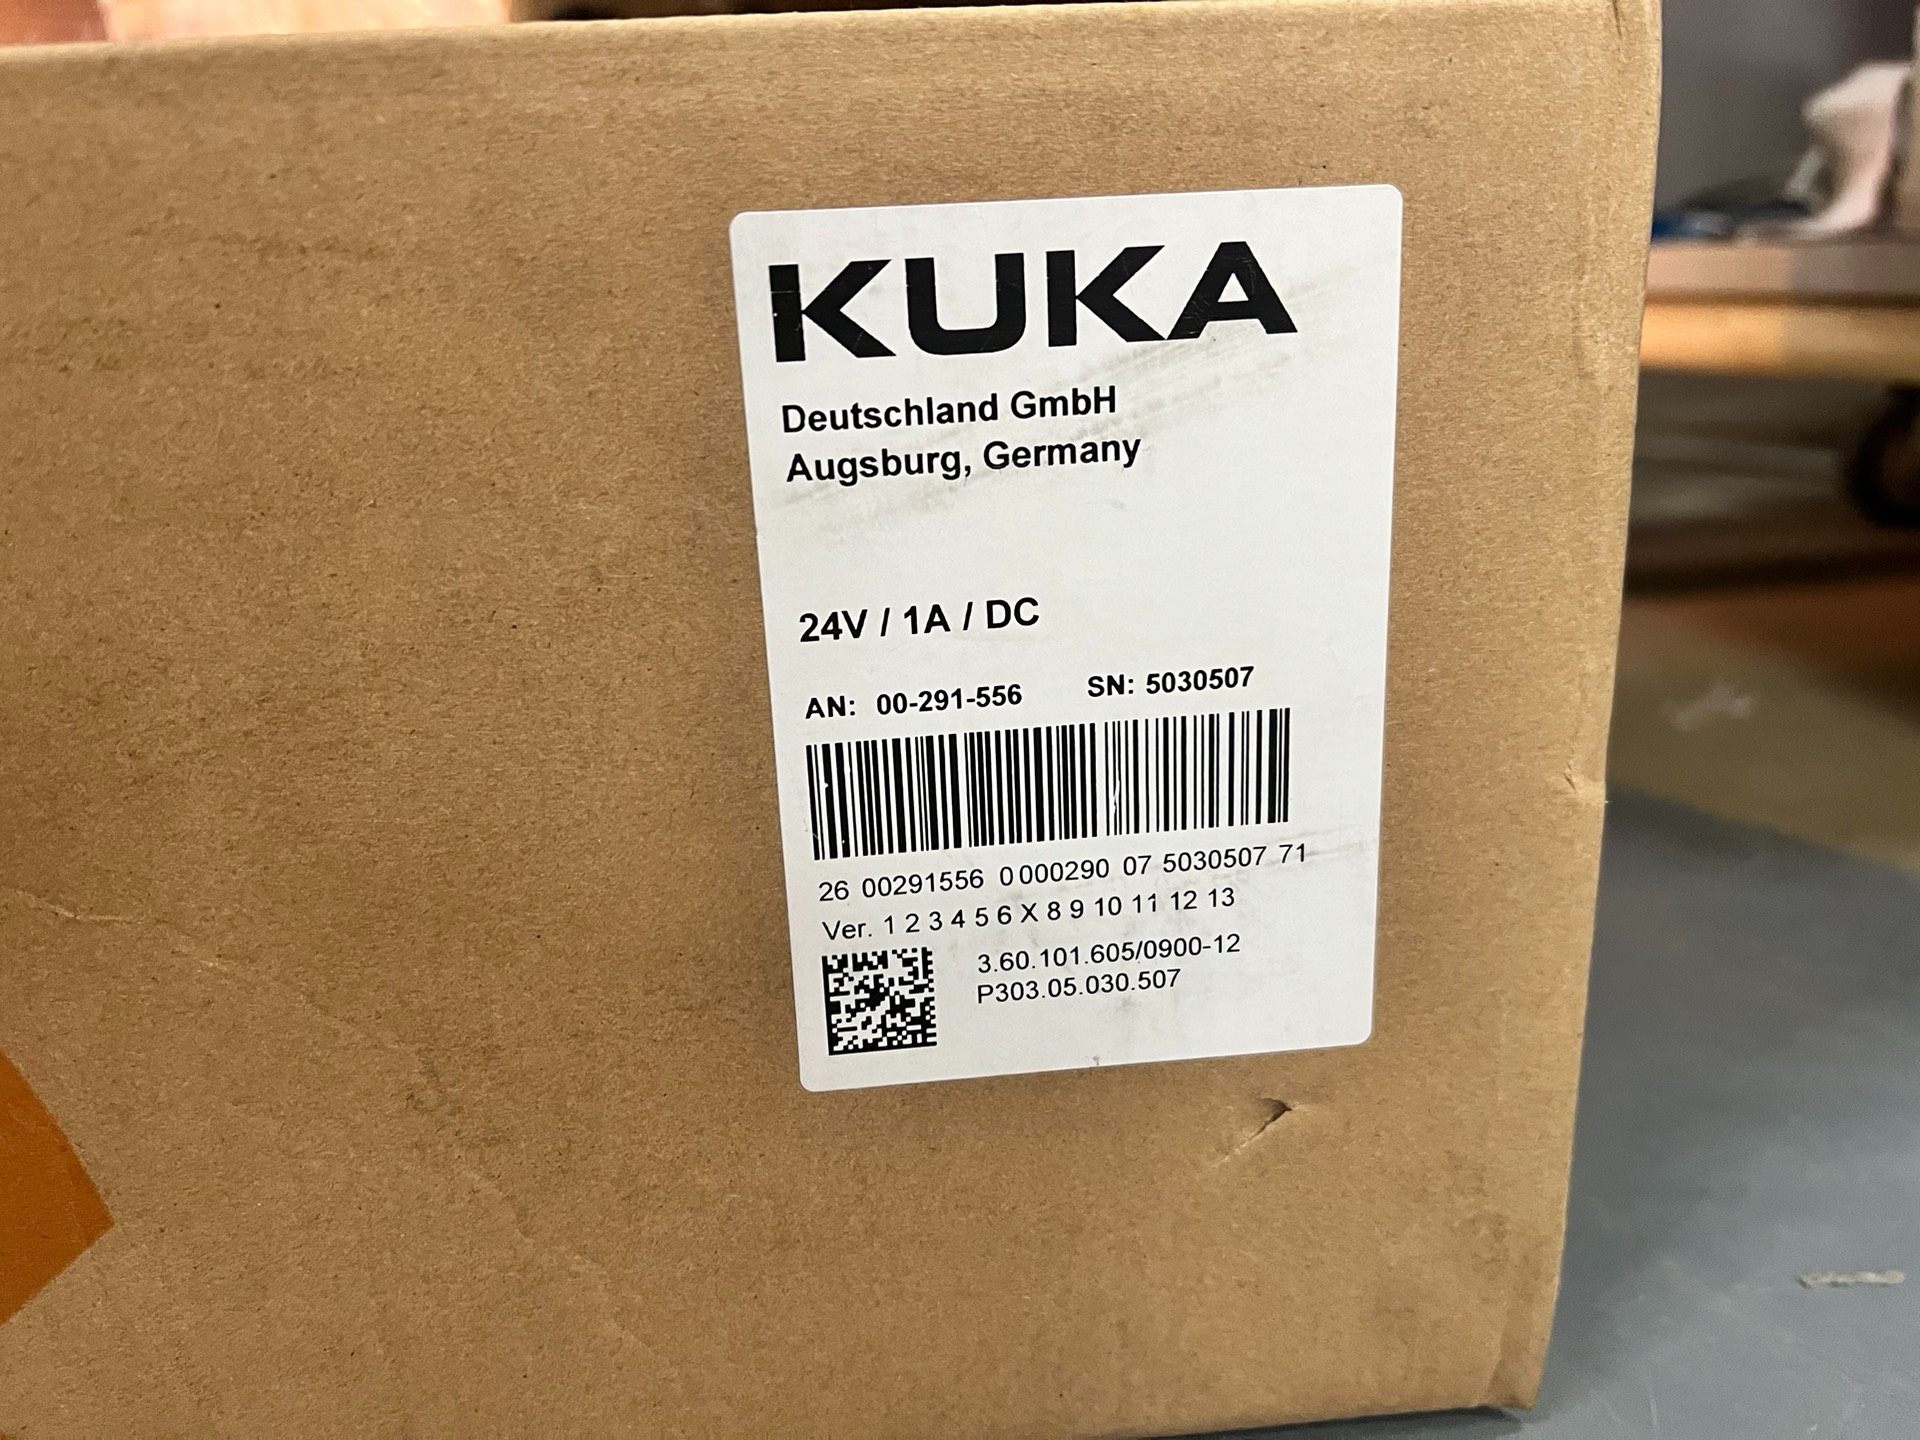 KUKA
Deutschland GmbH
Augsburg, Germany
24V / 1A / DC
AN: 00-291-556 SN: 5030507
26 00291556 0000290 07 5030507 71
Ver. 1 2 3 4 5 6 X 8 9 10 11 12 13
3.60.101.605/0900-12
P303.05.030.507